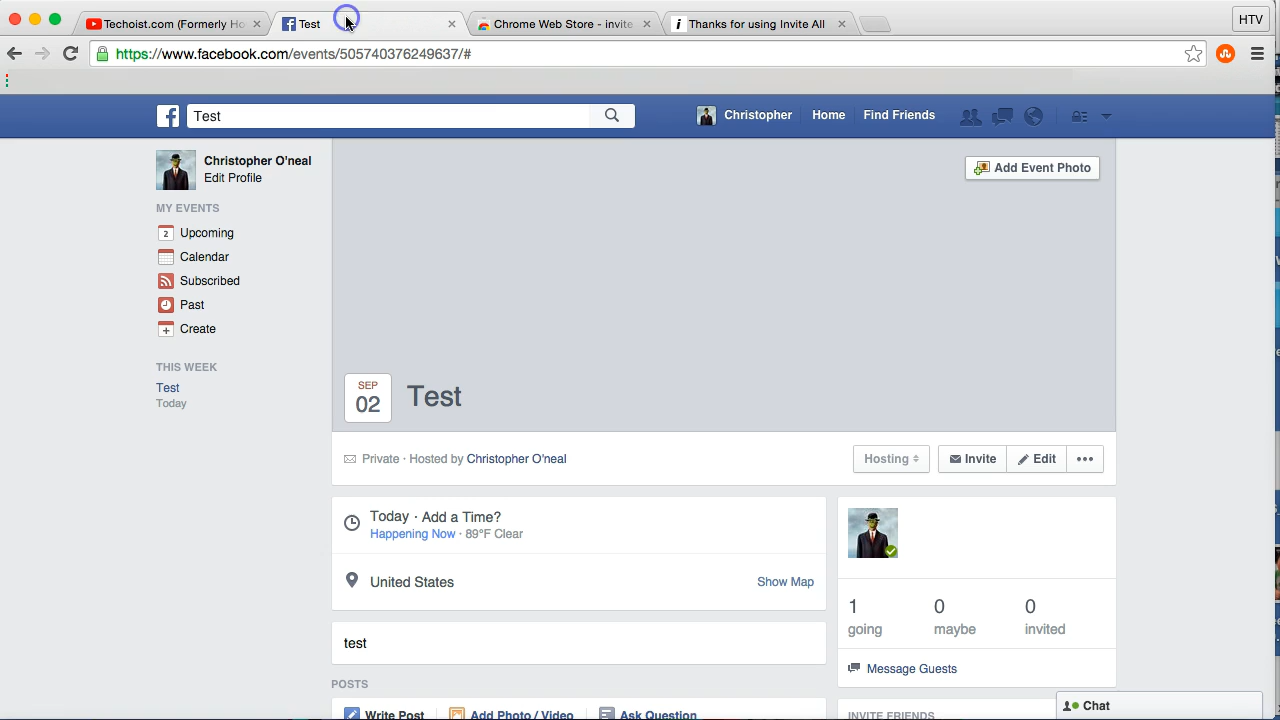 Techoist.com (Formerly Ho
Test
Chrome Web Store - invite
Thanks for using Invite All
HTV
https://www.facebook.com/events/505740376249637/#
Test
Christopher
Home
Find Friends
Christopher O'neal
Edit Profile
Add Event Photo
MY EVENTS
2 Upcoming
Calendar
Subscribed
Past
Create
THIS WEEK
Test
Today
SEP
02
Test
Private · Hosted by Christopher O'neal
Hosting
Invite
Edit
Today · Add a Time?
Happening Now · 89°F Clear
United States
Show Map
1
going
0
maybe
0
invited
test
Message Guests
POSTS
Write Post
Add Photo / Video
Ask Question
INVITE FRIENDS
Chat